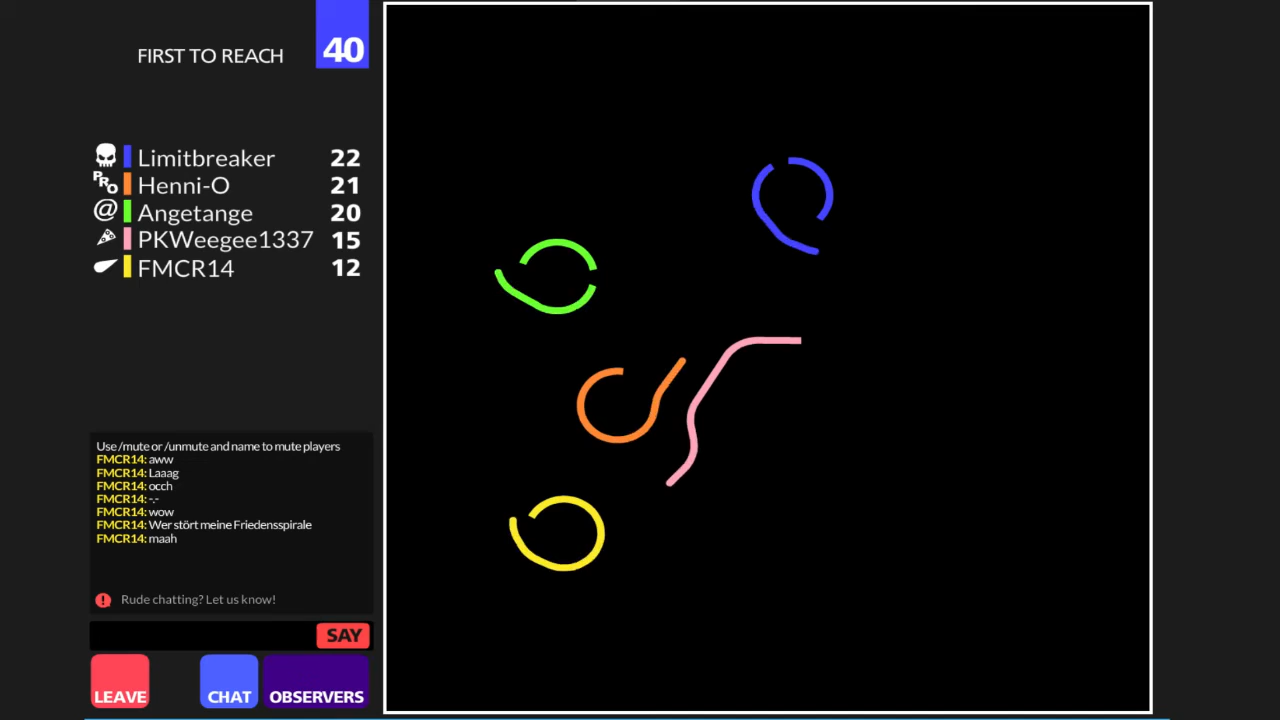 FIRST TO REACH 40
Limitbreaker 22
PRO Henni-O 21
@ Angetange 20
PKWeegee1337 15
FMCR14 12
Use /mute or /unmute and name to mute players
FMCR14: aww
FMCR14: Laaag
FMCR14: occh
FMCR14: -.-
FMCR14: wow
FMCR14: Wer stört meine Friedensspirale
FMCR14: maah
! Rude chatting? Let us know!
SAY
LEAVE CHAT OBSERVERS